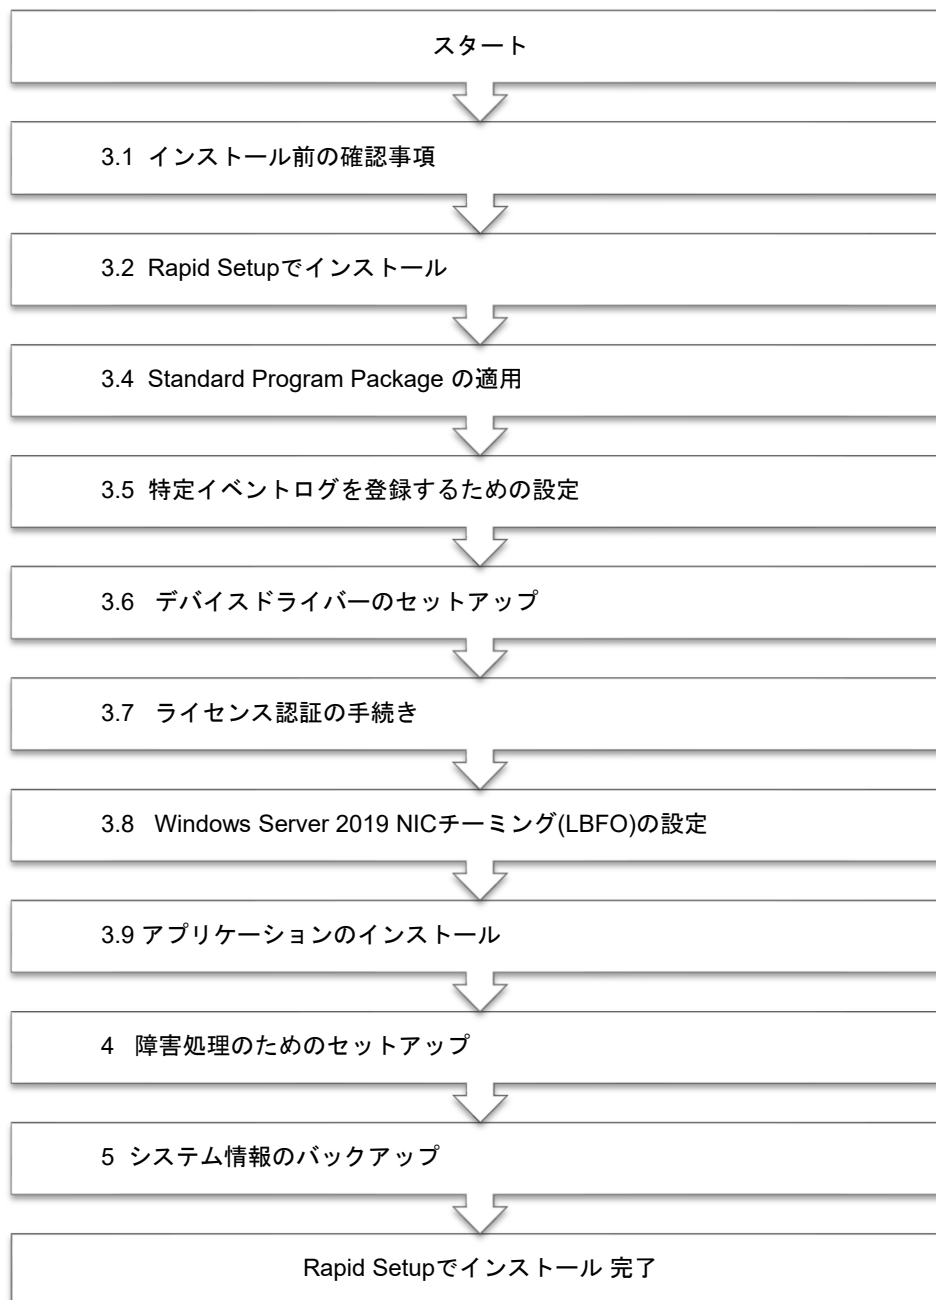 スタート
3.1 インストール前の確認事項
3.2 Rapid Setupでインストール
3.4 Standard Program Package の適用
3.5 特定イベントログを登録するための設定
3.6 デバイスドライバーのセットアップ
3.7 ライセンス認証の手続き
3.8 Windows Server 2019 NICチーミング(LBFO)の設定
3.9 アプリケーションのインストール
4 障害処理のためのセットアップ
5 システム情報のバックアップ
Rapid Setupでインストール 完了